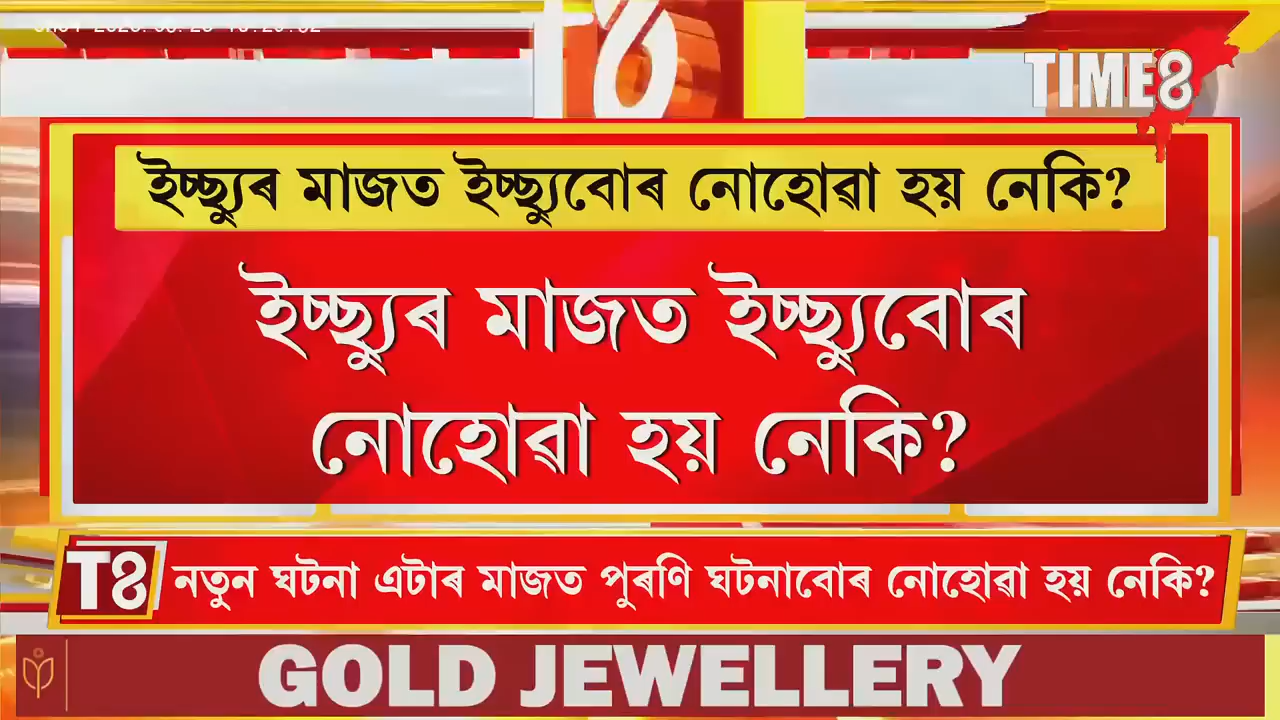 TIME8
ইচ্ছ্যুৰ মাজত ইচ্ছ্যুবোৰ নোহোৱা হয় নেকি?
ইচ্ছ্যুৰ মাজত ইচ্ছ্যুবোৰ
নোহোৱা হয় নেকি?
T8 নতুন ঘটনা এটাৰ মাজত পুৰণি ঘটনাবোৰ নোহোৱা হয় নেকি?
GOLD JEWELLERY